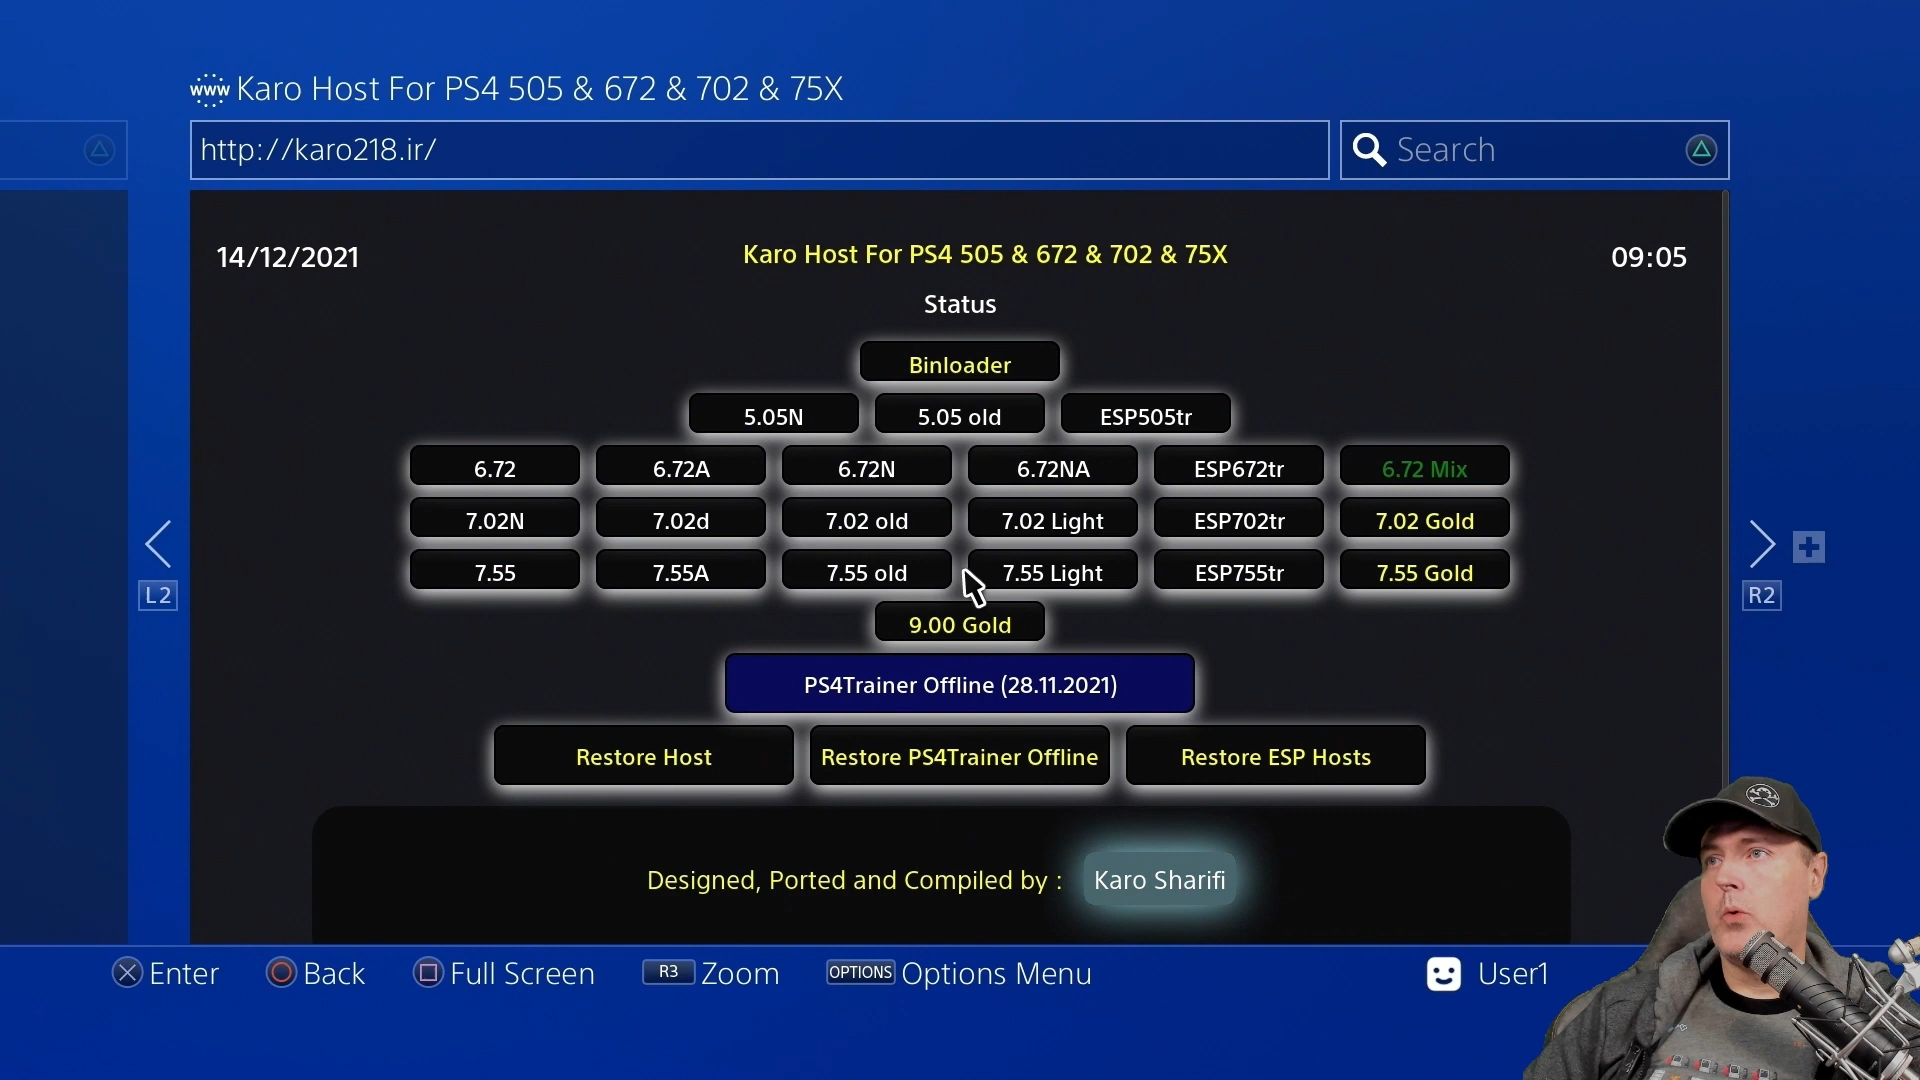 www Karo Host For PS4 505 & 672 & 702 & 75X
http://karo218.ir/
Search
14/12/2021
Karo Host For PS4 505 & 672 & 702 & 75X
09:05
Status
Binloader
5.05N 5.05 old ESP505tr
6.72 6.72A 6.72N 6.72NA ESP672tr 6.72 Mix
7.02N 7.02d 7.02 old 7.02 Light ESP702tr 7.02 Gold
7.55 7.55A 7.55 old 7.55 Light ESP755tr 7.55 Gold
L2
R2
9.00 Gold
PS4Trainer Offline (28.11.2021)
Restore Host Restore PS4Trainer Offline Restore ESP Hosts
Designed, Ported and Compiled by : Karo Sharifi
Enter Back Full Screen R3 Zoom OPTIONS Options Menu User1